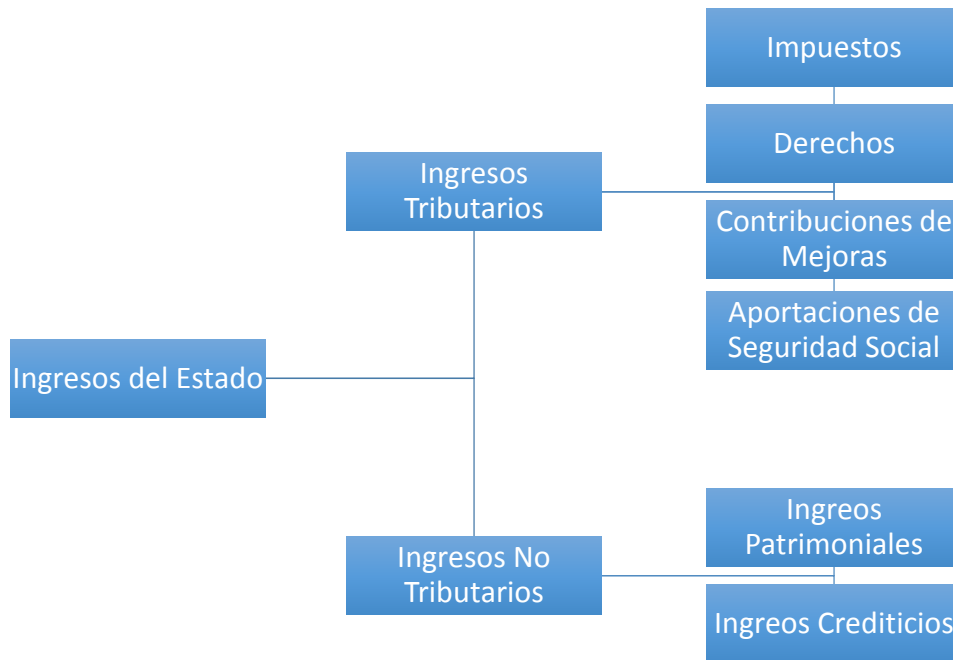 Impuestos
Derechos
Ingresos
Tributarios
Contribuciones de
Mejoras
Aportaciones de
Seguridad Social
Ingresos del Estado
Ingreos
Patrimoniales
Ingresos No
Tributarios
Ingreos Crediticios